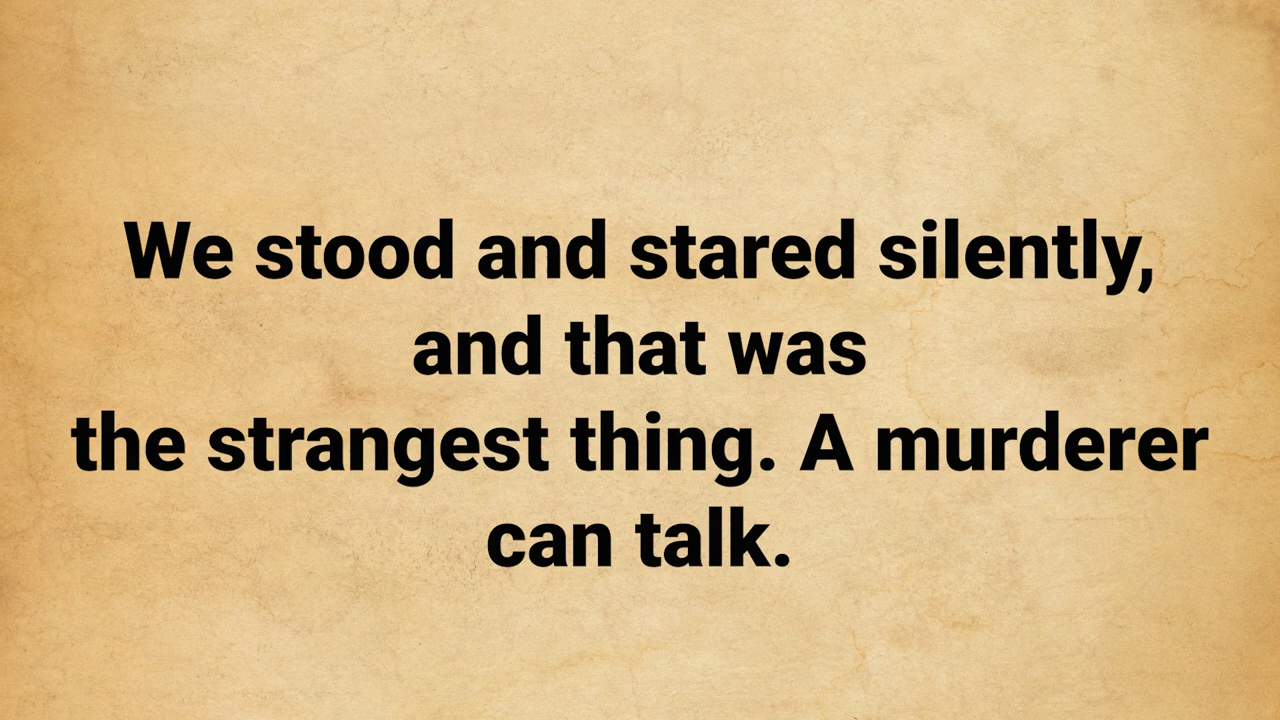 We stood and stared silently,
and that was
the strangest thing. A murderer
can talk.